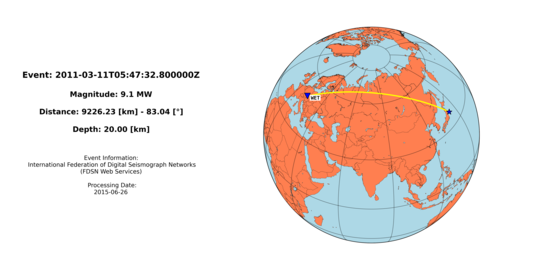 Event: 2011-03-11T05:47:32.800000Z
Magnitude: 9.1 MW
Distance: 9226.23 [km] - 83.04 [°]
Depth: 20.00 [km]
Event Information:
International Federation of Digital Seismograph Networks
(FDSN Web Services)
Processing Date:
2015-06-26
WET